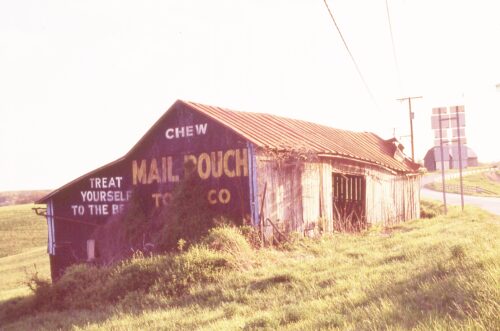 CHEW
MAIL POUCH
TREAT
YOURSELF
TO THE